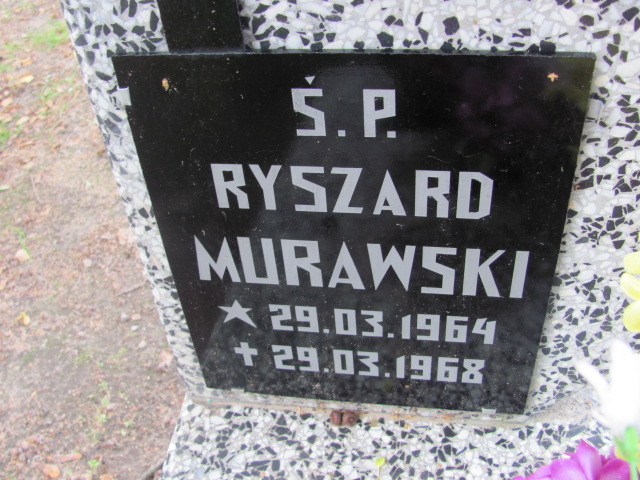 Ś.P.
RYSZARD
MURAWSKI
★ 29.03.1964
✝ 29.03.1968